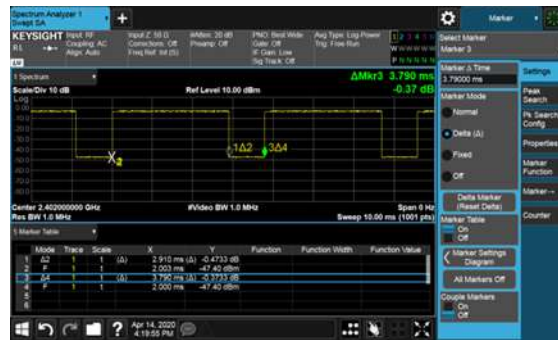 Spectrum Analyzer 1
Swept SA
+
Marker
KEYSIGHT Input: RF Input Z: 50 Ω #Atten: 20 dB PNO: Best Wide Avg Type: Log-Power 1 2 3 4 5
RL Coupling: AC Corrections: Off Preamp: Off Gate: Off Trig: Free Run
Align: Auto Freq Ref: Int (S) IF Gain: Low
Sig Track: Off
LW
Select Marker
Marker 3
Marker Δ Time
3.79000 ms
Settings
1 Spectrum
ΔMkr3 3.790 ms
Scale/Div 10 dB Ref Level 10.00 dBm -0.37 dB
Log
Marker Mode
Normal
Delta (Δ)
Fixed
Off
Peak
Search
Pk Search
Config
Properties
Marker
Function
Marker→
Counter
X2
1Δ2 3Δ4
Center 2.402000000 GHz #Video BW 1.0 MHz Span 0 Hz
Res BW 1.0 MHz Sweep 10.00 ms (1001 pts)
Delta Marker
(Reset Delta)
Marker Table
On
Off
Marker Settings
Diagram
All Markers Off
Couple Markers
On
Off
5 Marker Table
Mode Trace Scale X Y Function Function Width Function Value
1 Δ2 1 1 (Δ) 2.910 ms (Δ) -0.4733 dB
2 F 1 1 2.003 ms -47.40 dBm
3 Δ4 1 1 (Δ) 3.790 ms (Δ) -0.3733 dB
4 F 1 1 2.000 ms -47.40 dBm
5
6
? Apr 14, 2020
4:19:55 PM